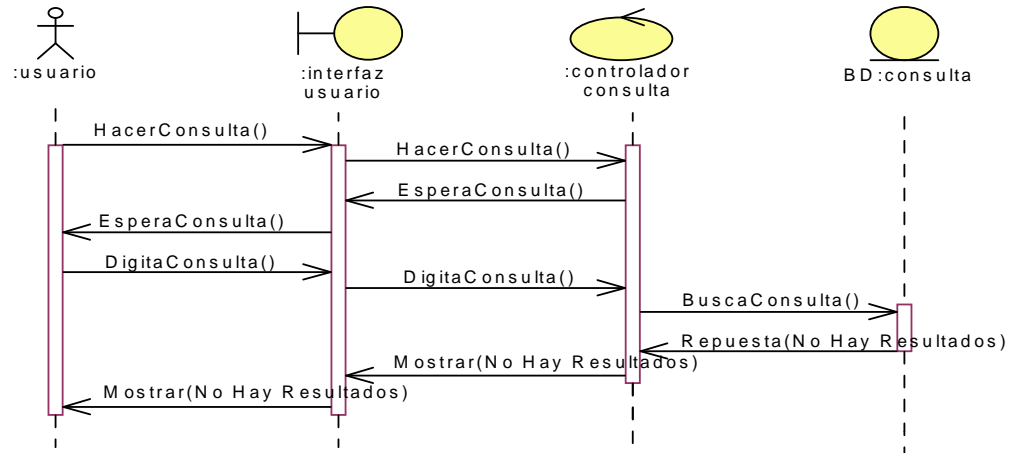 :usuario
:interfaz
usuario
:controlador
consulta
BD:consulta
HacerConsulta()
HacerConsulta()
EsperaConsulta()
EsperaConsulta()
DigitaConsulta()
DigitaConsulta()
BuscaConsulta()
Repuesta(No Hay Resultados)
Mostrar(No Hay Resultados)
Mostrar(No Hay Resultados)